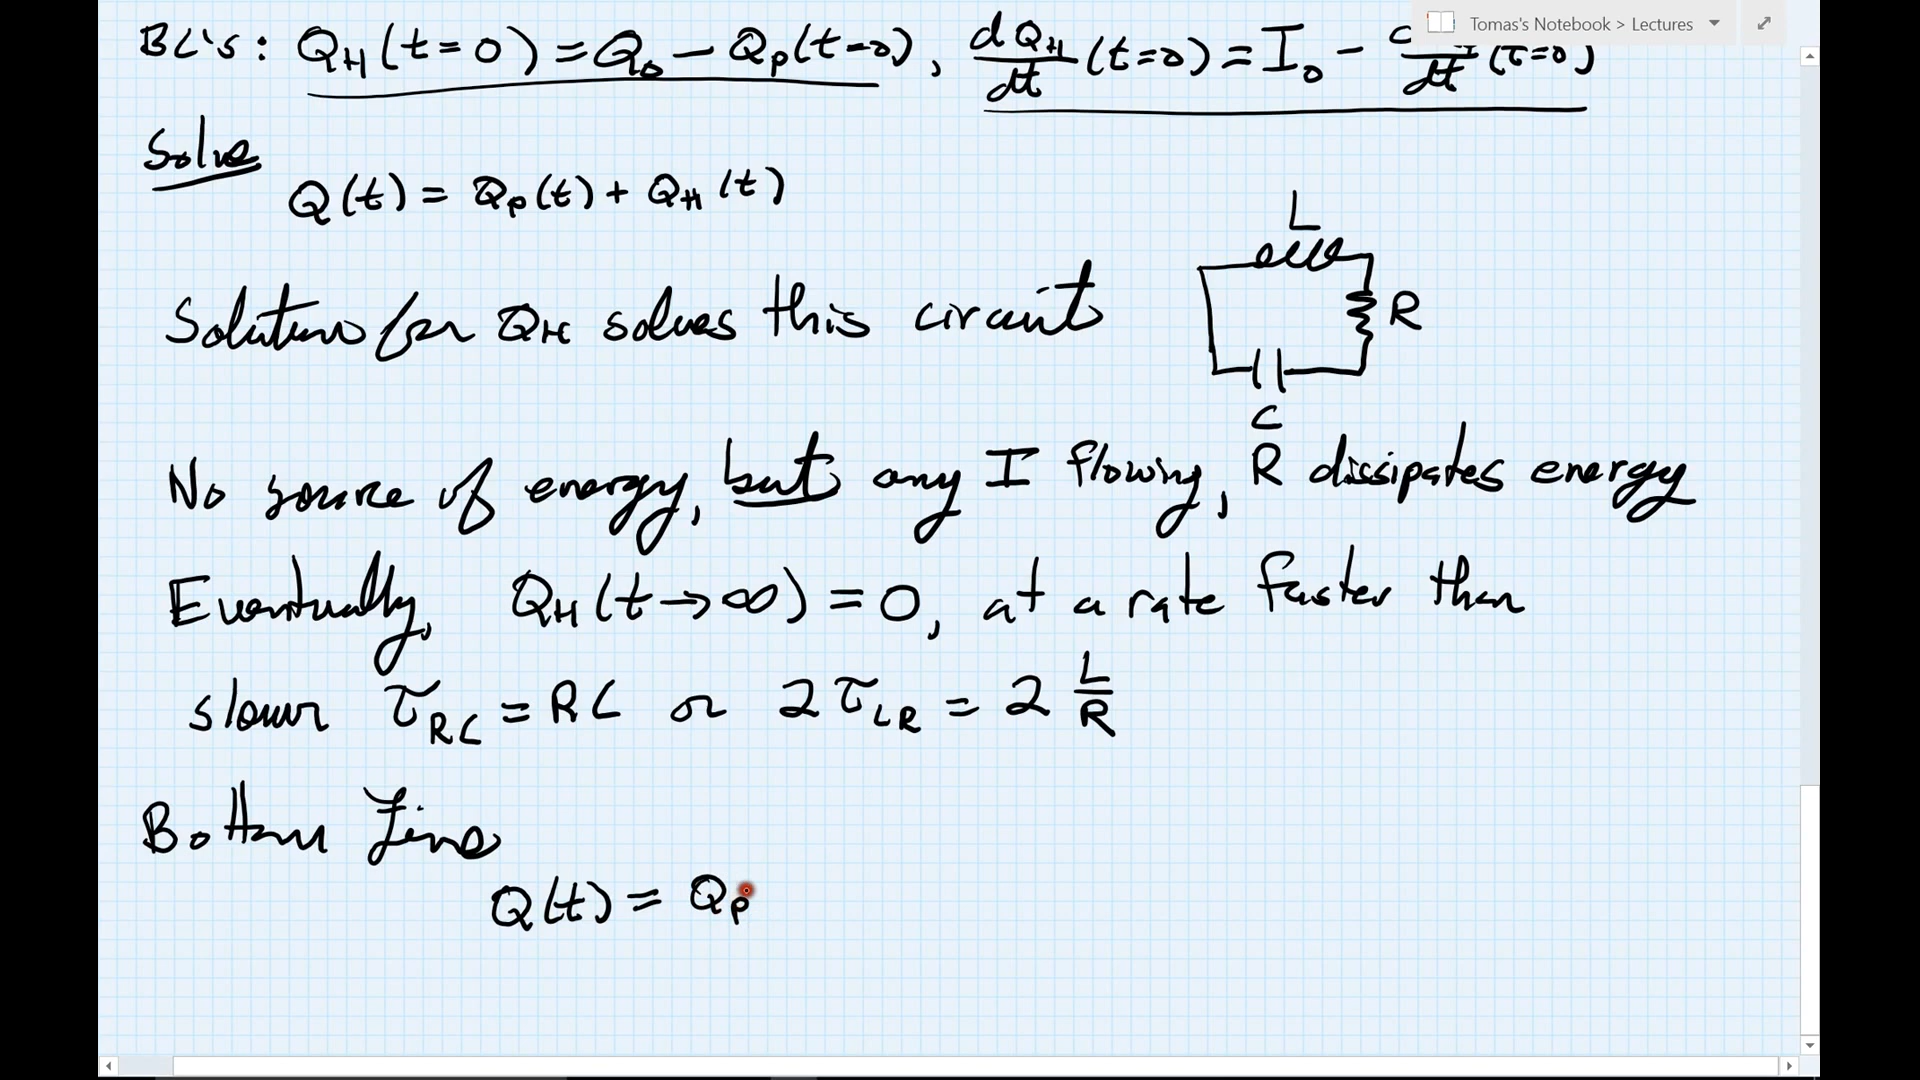 Tomas's Notebook > Lectures
BC's: Q_H(t=0) = Q_0 - Q_P(t=0), dQ_H/dt (t=0) = I_0 - /dt (t=0)
Solve
Q(t) = Q_P(t) + Q_H(t)
L
Solution for Q_H solves this circuit
R
C
No source of energy, but any I flowing, R dissipates energy
Eventually, Q_H(t→∞) = 0, at a rate faster than
slower τ_RC = RC or 2τ_LR = 2 L/R
Bottom Line
Q(t) = Q_P